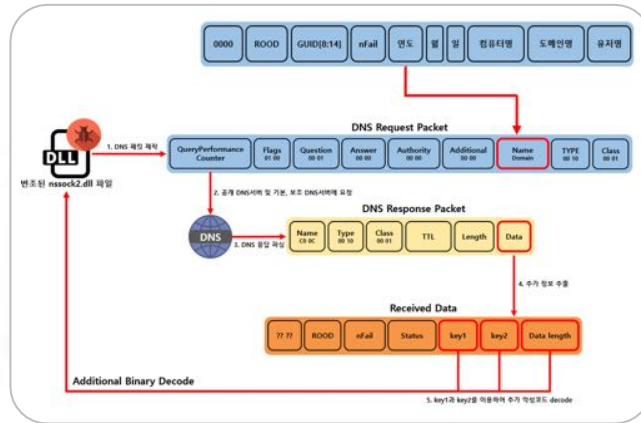 0000 ROOD GUID[8:14] nFail 연도 월 일 컴퓨터명 도메인명 유저명
DNS Request Packet
QueryPerformance Counter
Flags 01 00
Question 00 01
Answer 00 00
Authority 00 00
Additional 00 00
Name Domain
TYPE 00 10
Class 00 01
1. DNS 패킷 제작
DLL
변조된 nssock2.dll 파일
2. 공개 DNS서버 및 기본, 보조 DNS서버에 요청
DNS
3. DNS 응답 파싱
DNS Response Packet
Name C0 0C
Type 00 10
Class 00 01
TTL
Length
Data
4. 추가 정보 추출
Received Data
?? ?? ROOD nFail Status key1 key2 Data length
Additional Binary Decode
5. key1과 key2를 이용하여 추가 악성코드 decode